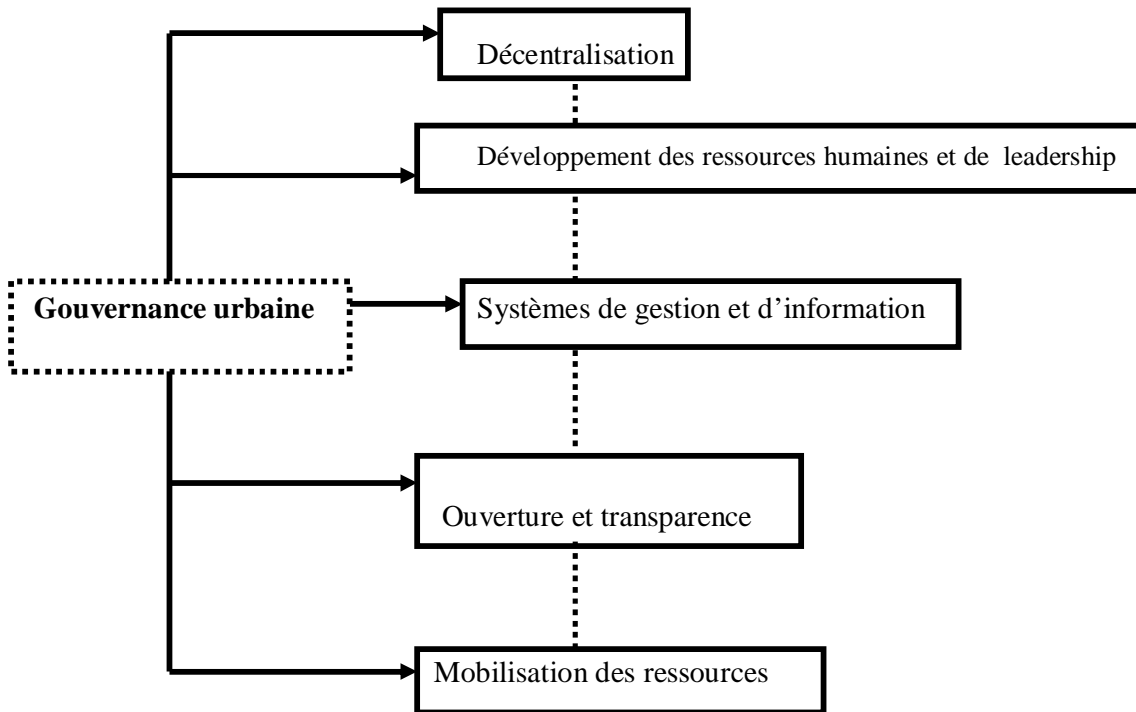 Décentralisation
Développement des ressources humaines et de leadership
Gouvernance urbaine
Systèmes de gestion et d’information
Ouverture et transparence
Mobilisation des ressources